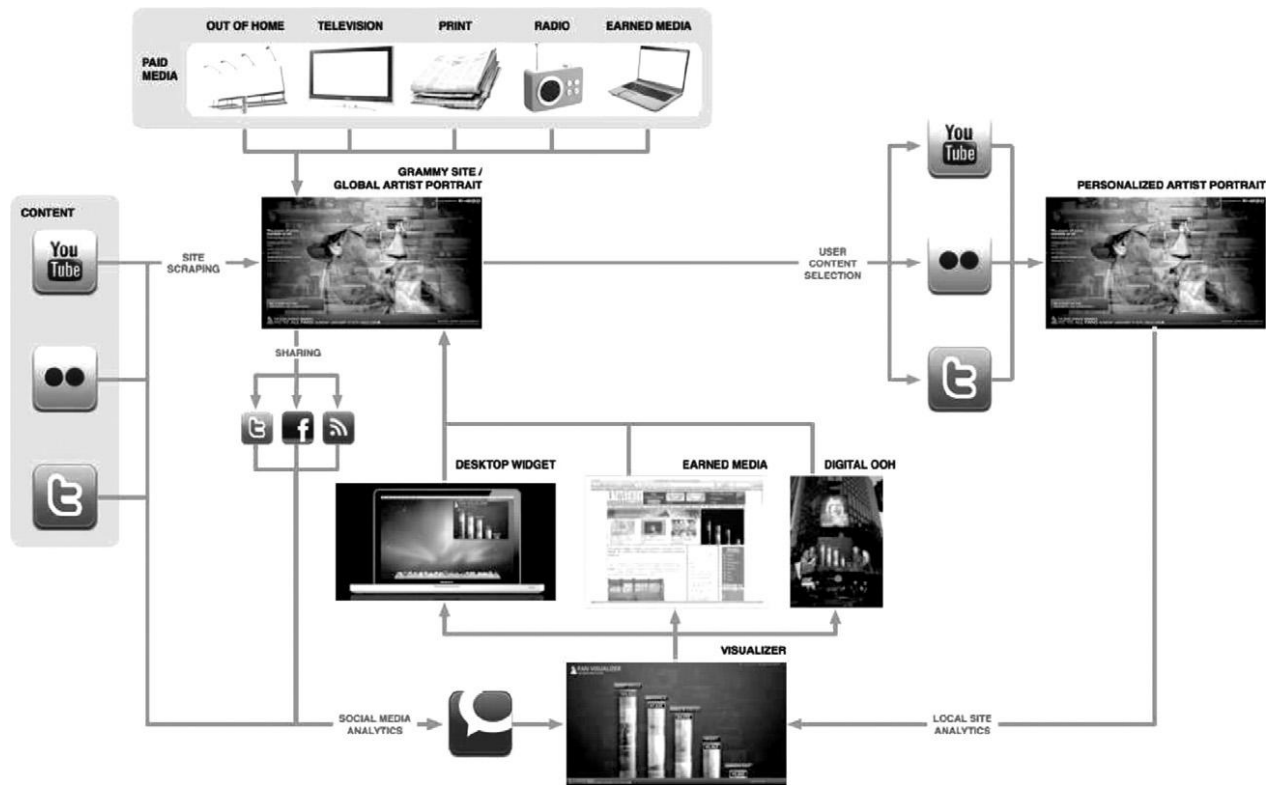 OUT OF HOME
TELEVISION
PRINT
RADIO
EARNED MEDIA
PAID
MEDIA
GRAMMY SITE /
GLOBAL ARTIST PORTRAIT
You
Tube
PERSONALIZED ARTIST PORTRAIT
CONTENT
You
Tube
SITE
SCRAPING
USER
CONTENT
SELECTION
SHARING
DESKTOP WIDGET
EARNED MEDIA
DIGITAL OOH
VISUALIZER
FAN VISUALIZER
SOCIAL MEDIA
ANALYTICS
LOCAL SITE
ANALYTICS